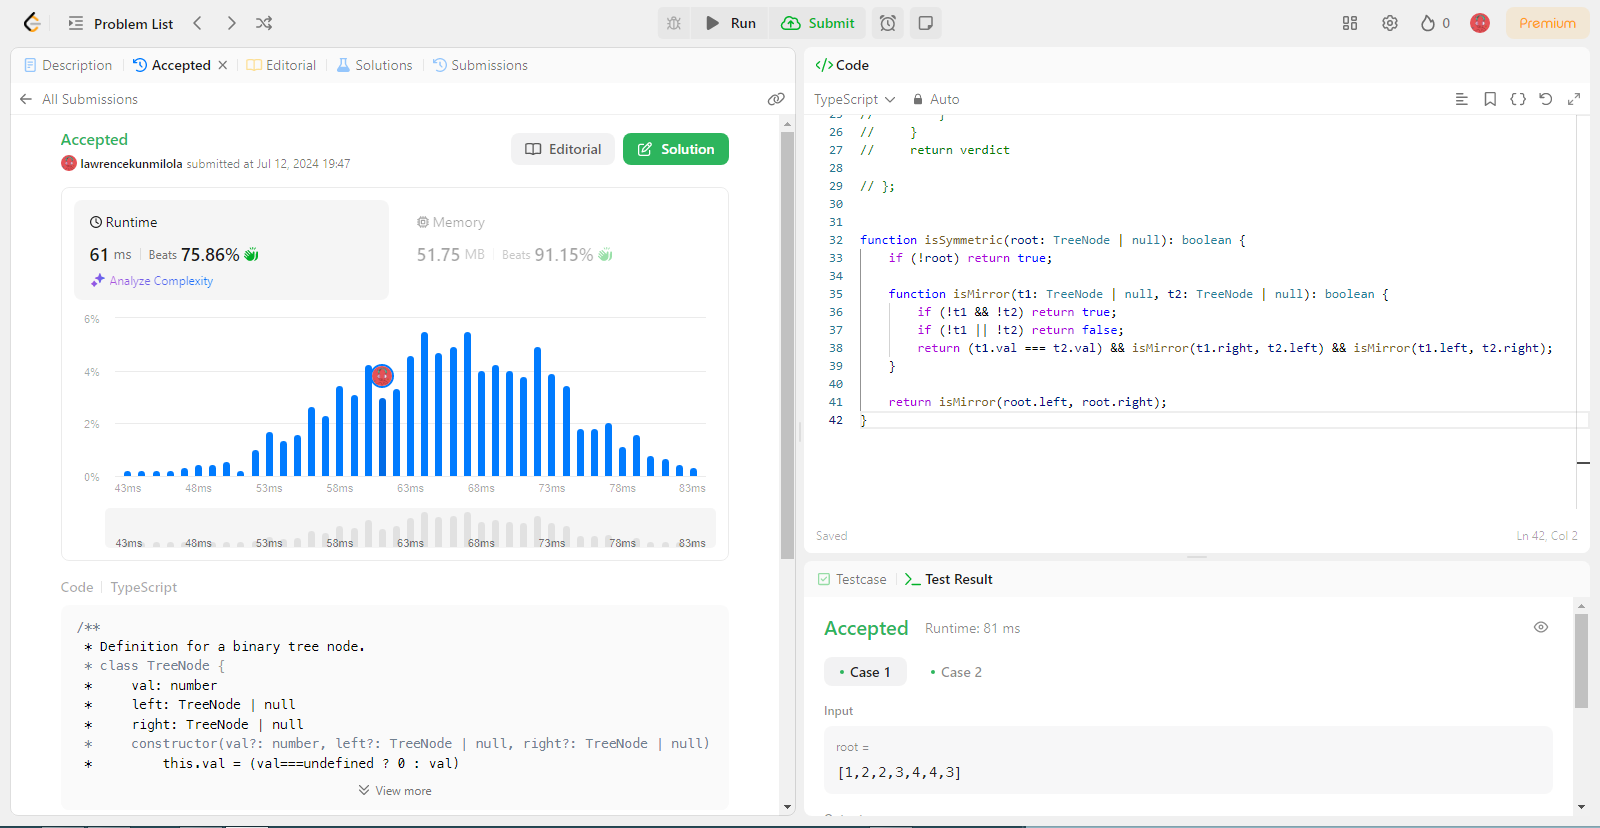 Problem List
Run
Submit
0
Premium
Description
Accepted
Editorial
Solutions
Submissions
All Submissions
Accepted
lawrencekunmilola submitted at Jul 12, 2024 19:47
Editorial
Solution
Runtime
61 ms
Beats 75.86%
Analyze Complexity
Memory
51.75 MB
Beats 91.15%
6%
4%
2%
0%
43ms 48ms 53ms 58ms 63ms 68ms 73ms 78ms 83ms
43ms 48ms 53ms 58ms 63ms 68ms 73ms 78ms 83ms
Code
TypeScript
/**
 * Definition for a binary tree node.
 * class TreeNode {
 *     val: number
 *     left: TreeNode | null
 *     right: TreeNode | null
 *     constructor(val?: number, left?: TreeNode | null, right?: TreeNode | null)
 *         this.val = (val===undefined ? 0 : val)
View more
</> Code
TypeScript
Auto
25 //         }
26 //     }
27 //     return verdict
28
29 // };
30
31
32 function isSymmetric(root: TreeNode | null): boolean {
33     if (!root) return true;
34
35     function isMirror(t1: TreeNode | null, t2: TreeNode | null): boolean {
36         if (!t1 && !t2) return true;
37         if (!t1 || !t2) return false;
38         return (t1.val === t2.val) && isMirror(t1.right, t2.left) && isMirror(t1.left, t2.right);
39     }
40
41     return isMirror(root.left, root.right);
42 }
Saved
Ln 42, Col 2
Testcase
Test Result
Accepted
Runtime: 81 ms
• Case 1
• Case 2
Input
root =
[1,2,2,3,4,4,3]